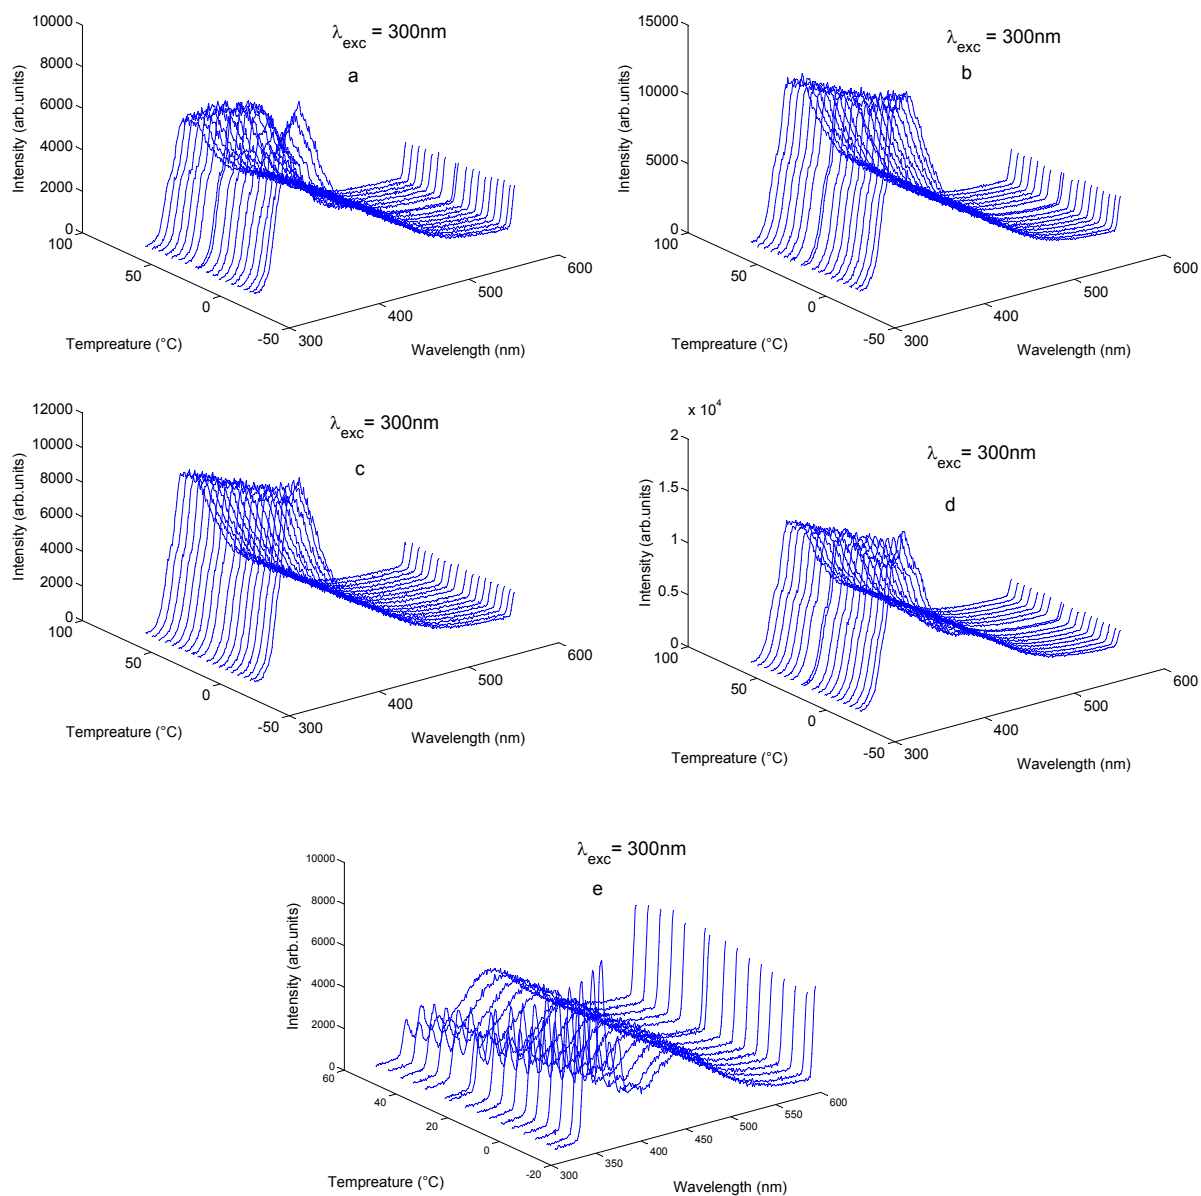 10000
8000
6000
4000
2000
0
100
50
0
-50
300
400
500
600
Intensity (arb.units)
Tempreature (°C)
Wavelength (nm)
λexc = 300nm
a
15000
10000
5000
0
100
50
0
-50
300
400
500
600
Intensity (arb.units)
Tempreature (°C)
Wavelength (nm)
λexc = 300nm
b
12000
10000
8000
6000
4000
2000
0
100
50
0
-50
300
400
500
600
Intensity (arb.units)
Tempreature (°C)
Wavelength (nm)
λexc= 300nm
c
x 10^4
2
1.5
1
0.5
0
100
50
0
-50
300
400
500
600
Intensity (arb.units)
Tempreature (°C)
Wavelength (nm)
λexc= 300nm
d
10000
8000
6000
4000
2000
0
60
40
20
0
-20
300
350
400
450
500
550
600
Intensity (arb.units)
Tempreature (°C)
Wavelength (nm)
λexc= 300nm
e